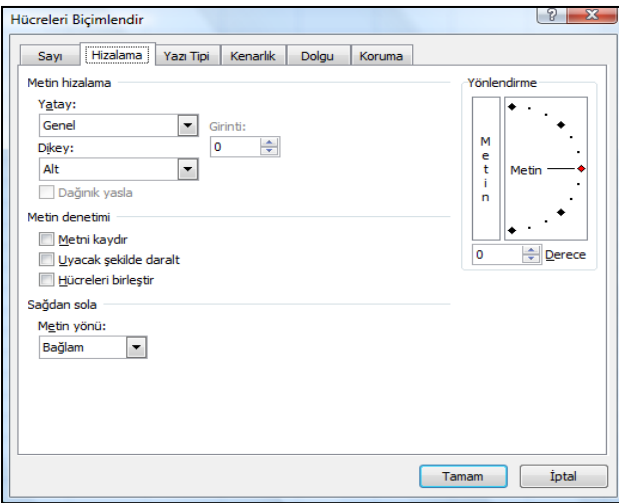 Hücreleri Biçimlendir
Sayı Hizalama Yazı Tipi Kenarlık Dolgu Koruma
Metin hizalama
Yatay:
Genel
Girinti:
0
Dikey:
Alt
Dağınık yasla
Metin denetimi
Metni kaydır
Uyacak şekilde daralt
Hücreleri birleştir
Sağdan sola
Metin yönü:
Bağlam
Yönlendirme
Metin
Metin
0 Derece
Tamam İptal